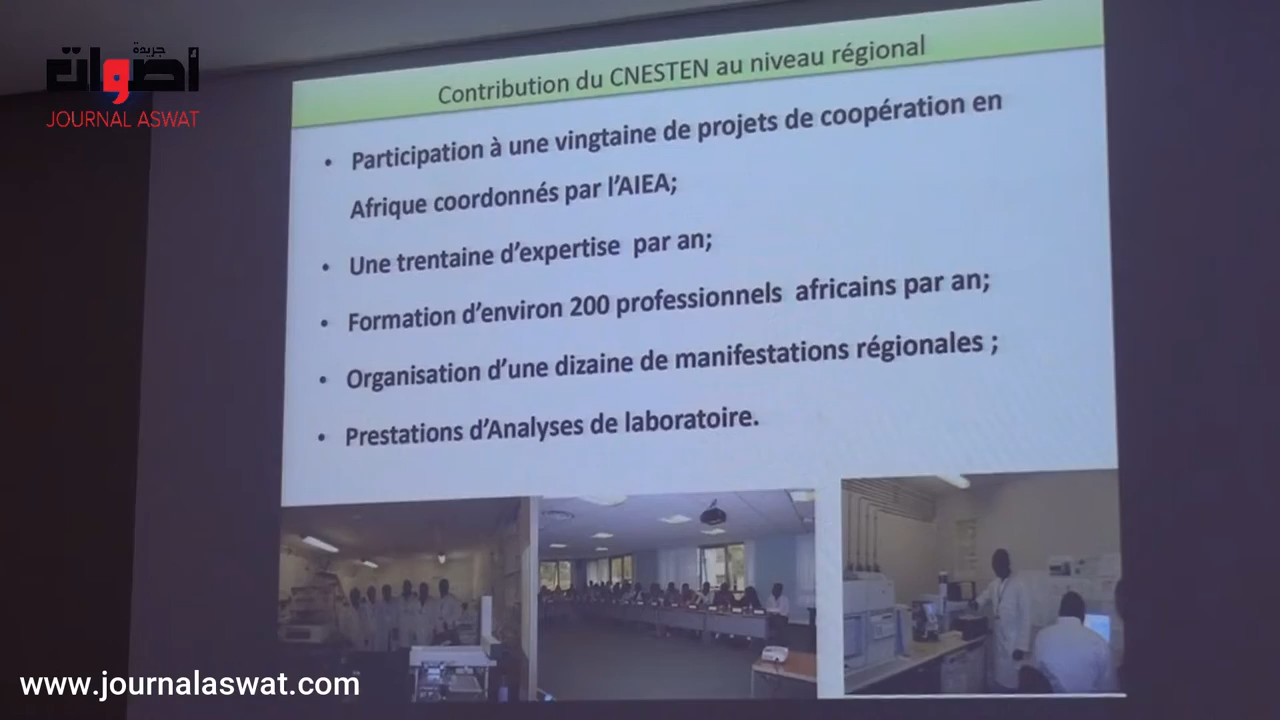 جريدة
أصوات
JOURNAL ASWAT
Contribution du CNESTEN au niveau régional
• Participation à une vingtaine de projets de coopération en
Afrique coordonnés par l'AIEA;
• Une trentaine d'expertise par an;
• Formation d'environ 200 professionnels africains par an;
• Organisation d'une dizaine de manifestations régionales ;
• Prestations d'Analyses de laboratoire.
www.journalaswat.com